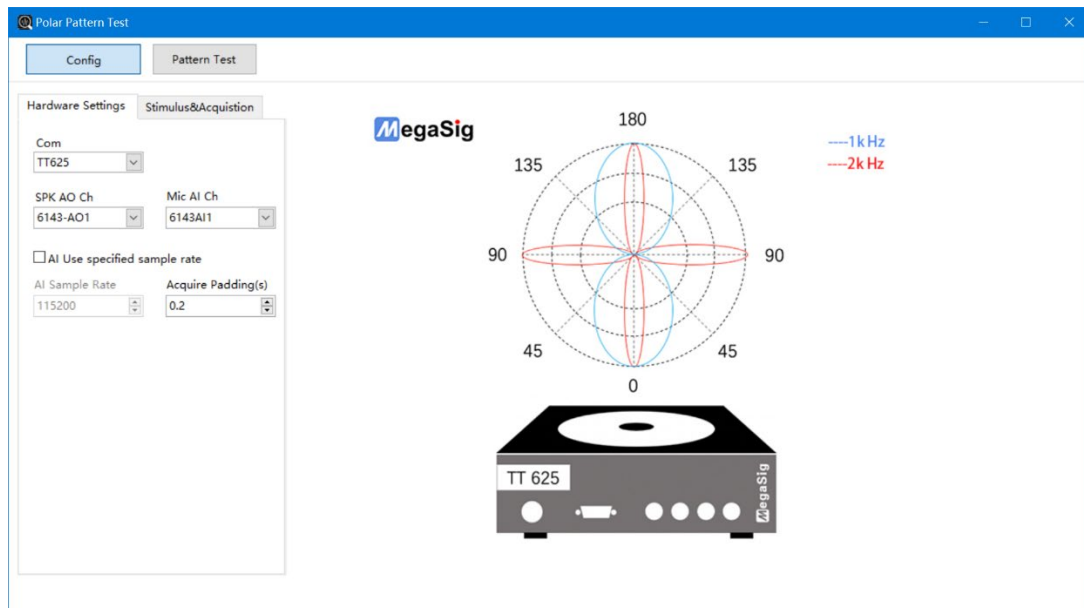 Polar Pattern Test
Config
Pattern Test
Hardware Settings
Stimulus&Acquistion
Com
TT625
SPK AO Ch
Mic AI Ch
6143-AO1
6143AI1
AI Use specified sample rate
AI Sample Rate
Acquire Padding(s)
115200
0.2
MegaSig
180
135
135
90
90
45
45
0
----1k Hz
----2k Hz
TT 625
MegaSig